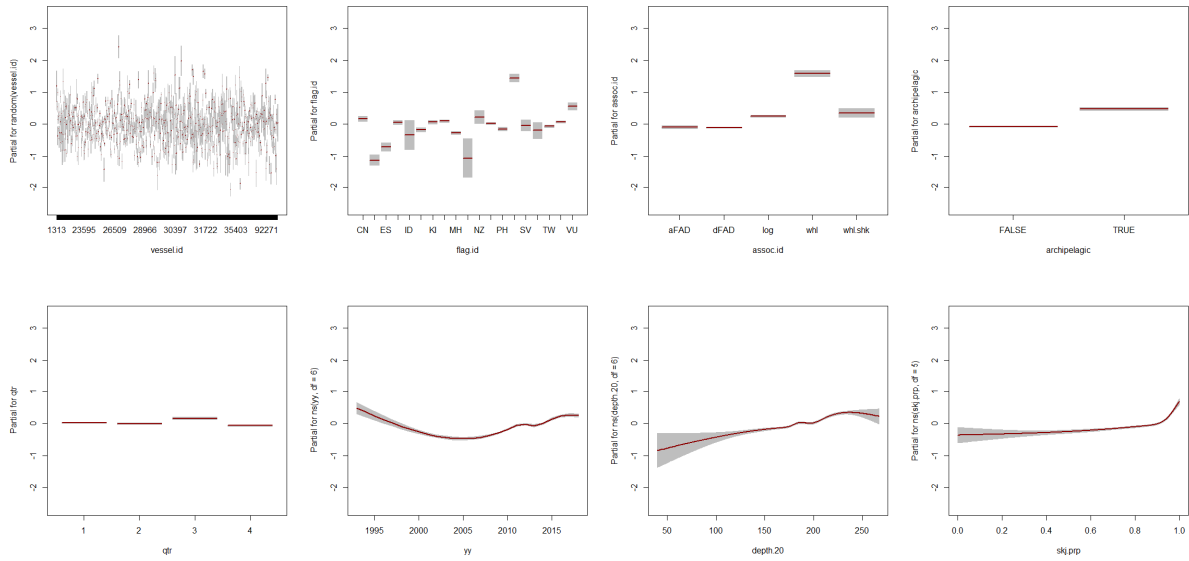 3
2
1
0
-1
-2
Partial for random(vessel.id)
1313 23595 26509 28966 30397 31722 35403 92271
vessel.id
3
2
1
0
-1
-2
Partial for flag.id
CN ES ID KI MH NZ PH SV TW VU
flag.id
3
2
1
0
-1
-2
Partial for assoc.id
aFAD dFAD log whl whl.shk
assoc.id
3
2
1
0
-1
-2
Partial for archipelagic
FALSE TRUE
archipelagic
3
2
1
0
-1
-2
Partial for qtr
1 2 3 4
qtr
3
2
1
0
-1
-2
Partial for ns(yy, df = 6)
1995 2000 2005 2010 2015
yy
3
2
1
0
-1
-2
Partial for ns(depth.20, df = 6)
50 100 150 200 250
depth.20
3
2
1
0
-1
-2
Partial for ns(skj.prp, df = 5)
0.0 0.2 0.4 0.6 0.8 1.0
skj.prp